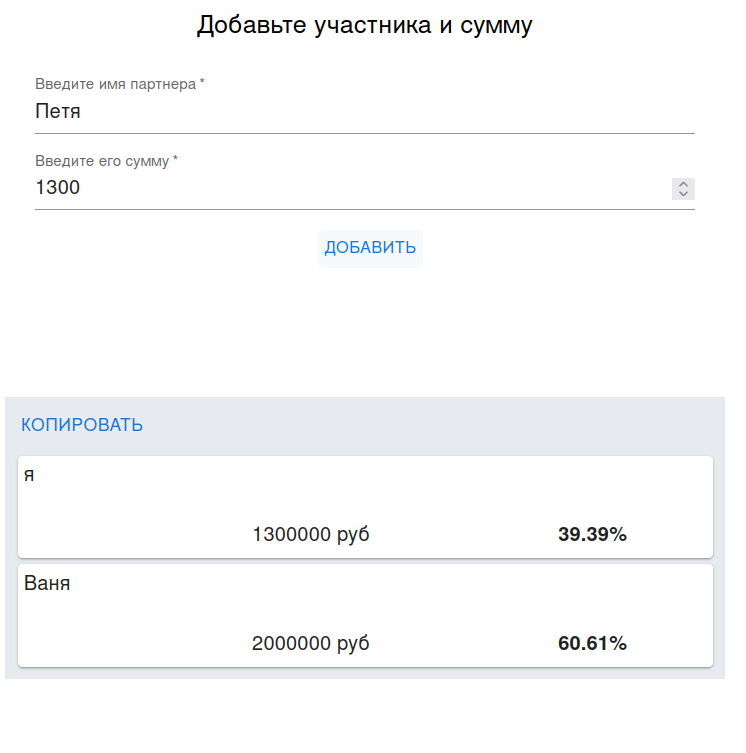 Добавьте участника и сумму
Введите имя партнера *
Петя
Введите его сумму *
1300
ДОБАВИТЬ
КОПИРОВАТЬ
я
1300000 руб 39.39%
Ваня
2000000 руб 60.61%